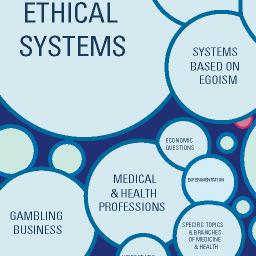 ETHICAL
SYSTEMS
SYSTEMS
BASED ON
EGOISM
ECONOMIC
QUESTIONS
MEDICAL
& HEALTH
PROFESSIONS
EXPERIMENTATION
GAMBLING
BUSINESS
SPECIFIC TOPICS
& BRANCHES
OF MEDICINE
& HEALTH